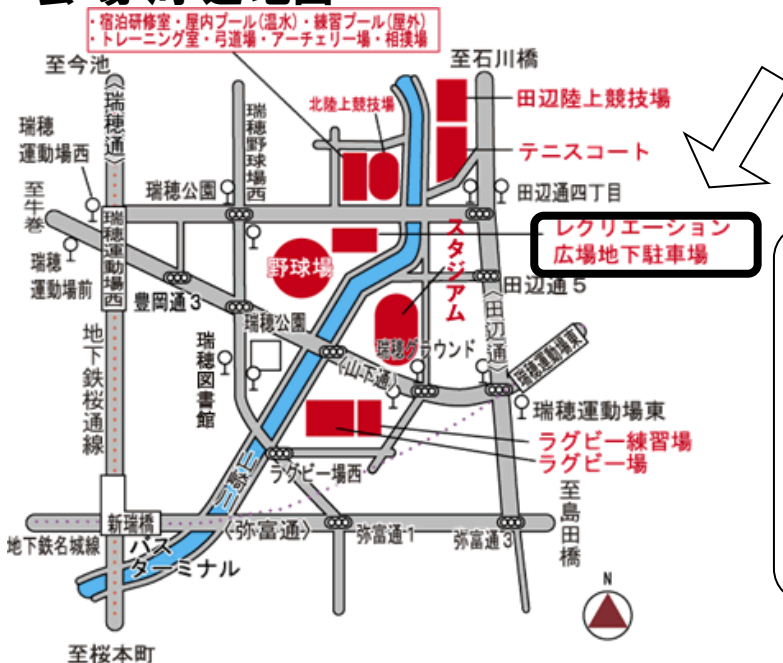 ・宿泊研修室・屋内プール(温水)・練習プール(屋外)
・トレーニング室・弓道場・アーチェリー場・相撲場
至今池
至石川橋
〈瑞穂通〉
瑞穂
運動場西
瑞穂公園
瑞穂野球場西
北陸上競技場
田辺陸上競技場
テニスコート
田辺通四丁目
至牛巻
瑞穂
運動場前
瑞穂運動場西
豊岡通3
野球場
スタジアム
レクリエーション
広場地下駐車場
田辺通5
〈田辺通〉
瑞穂公園
瑞穂グラウンド
〈山下通〉
瑞穂図書館
瑞穂運動場東
瑞穂運動場東
地下鉄桜通線
ラグビー練習場
ラグビー場
ラグビー場西
山崎川
新瑞橋
〈弥富通〉
弥富通1
弥富通3
至島田橋
地下鉄名城線
バス
ターミナル
至桜本町
N